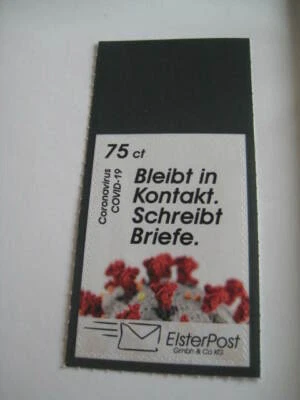 75 ct
Coronavirus
COVID-19
Bleibt in
Kontakt.
Schreibt
Briefe.
ElsterPost
GmbH & Co KG